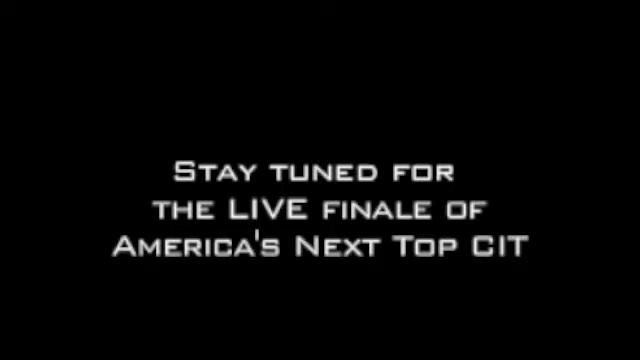 Stay tuned for
the LIVE finale of
America's Next Top CIT